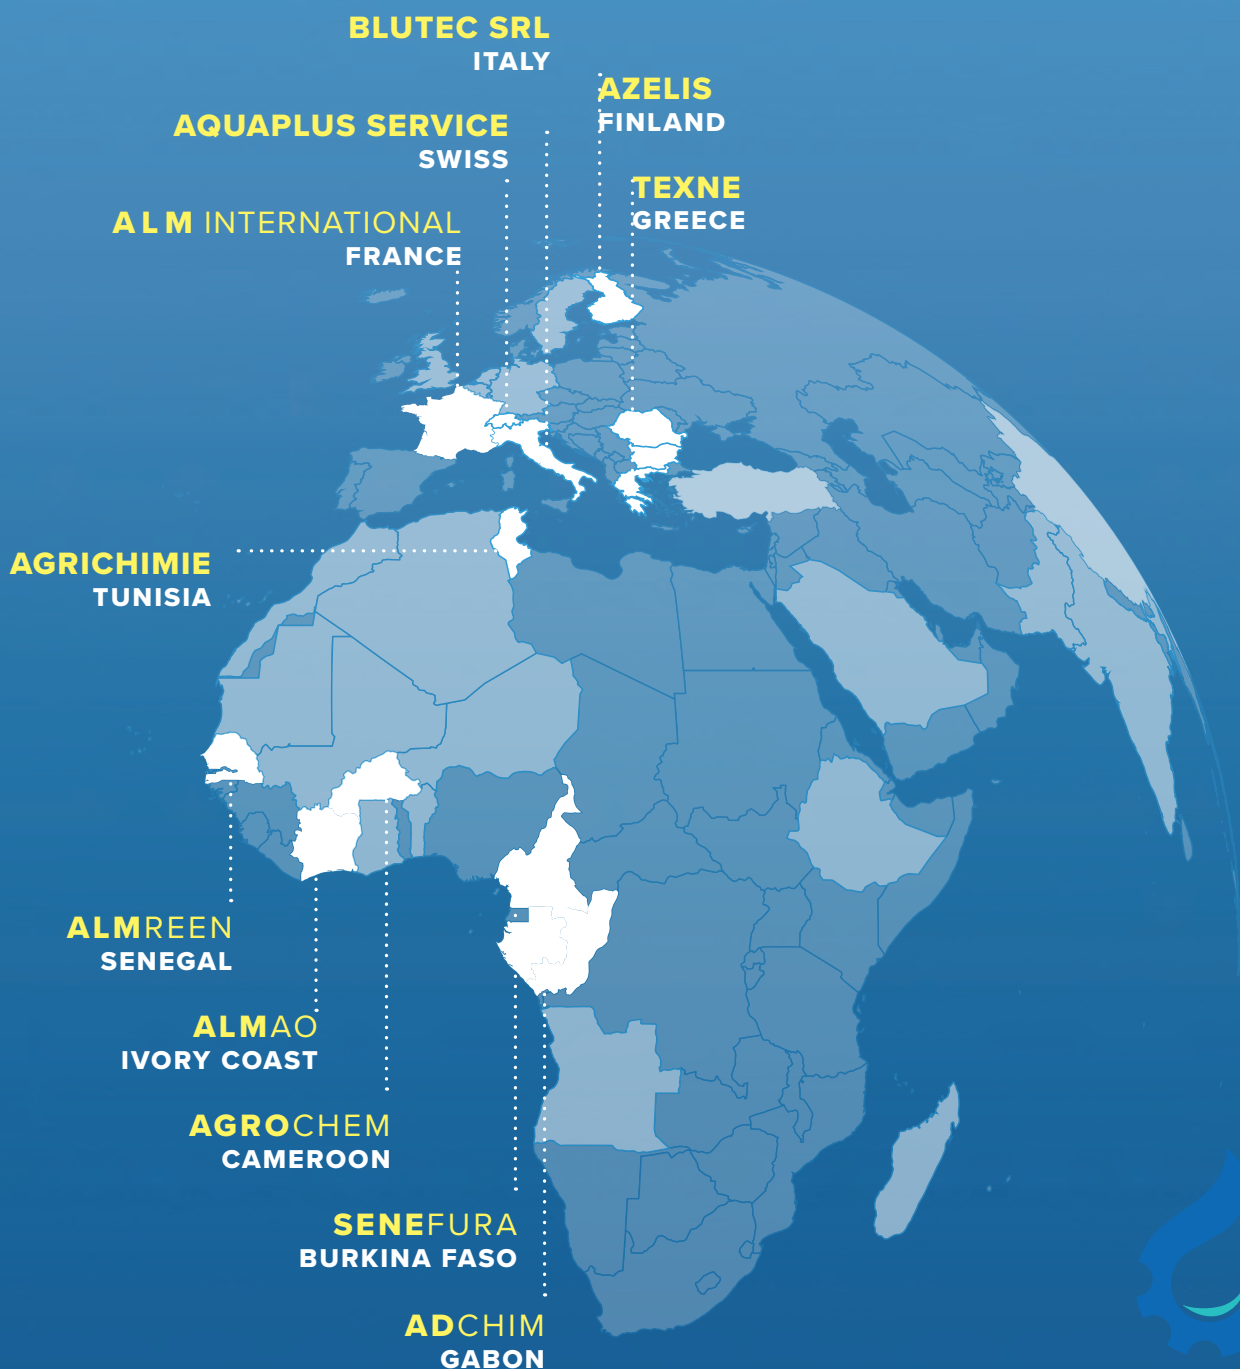 BLUTEC SRL
ITALY
AZELIS
FINLAND
AQUAPLUS SERVICE
SWISS
TEXNE
GREECE
ALM INTERNATIONAL
FRANCE
AGRICHIMIE
TUNISIA
ALMREEN
SENEGAL
ALMAO
IVORY COAST
AGROCHEM
CAMEROON
SENEFURA
BURKINA FASO
ADCHIM
GABON